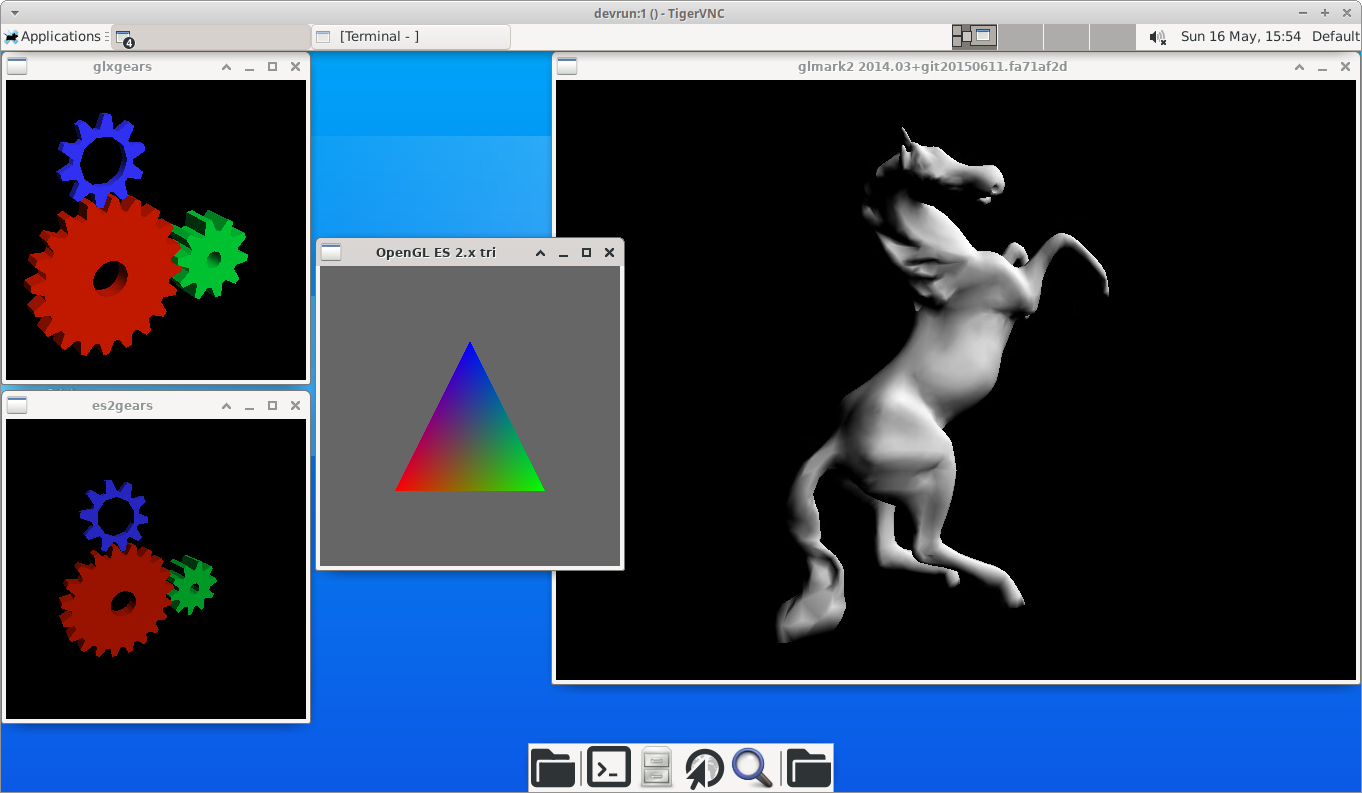 devrun:1 () - TigerVNC
Applications
4
[Terminal - ]
Sun 16 May, 15:54 Default
glxgears
glmark2 2014.03+git20150611.fa71af2d
OpenGL ES 2.x tri
es2gears